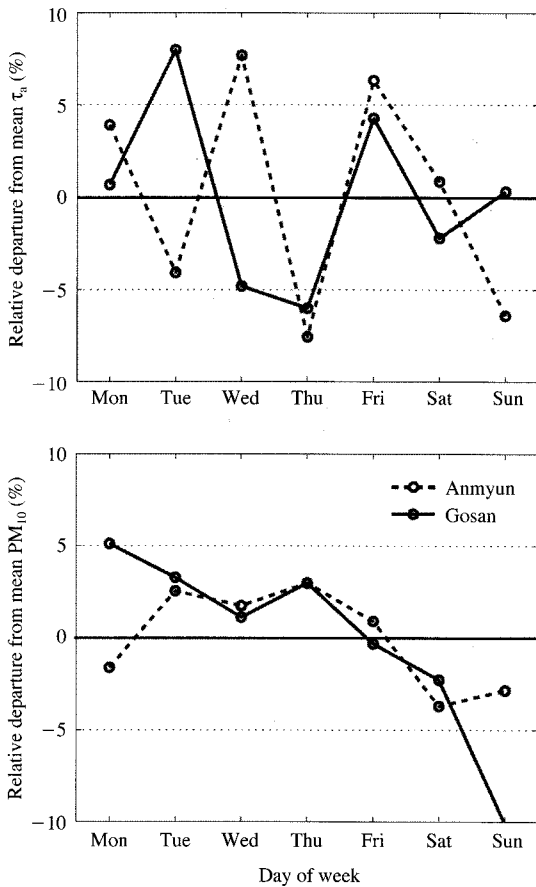 Relative departure from mean τa (%)
10
5
0
−5
−10
Mon Tue Wed Thu Fri Sat Sun
Relative departure from mean PM10 (%)
10
5
0
−5
−10
Anmyun
Gosan
Mon Tue Wed Thu Fri Sat Sun
Day of week